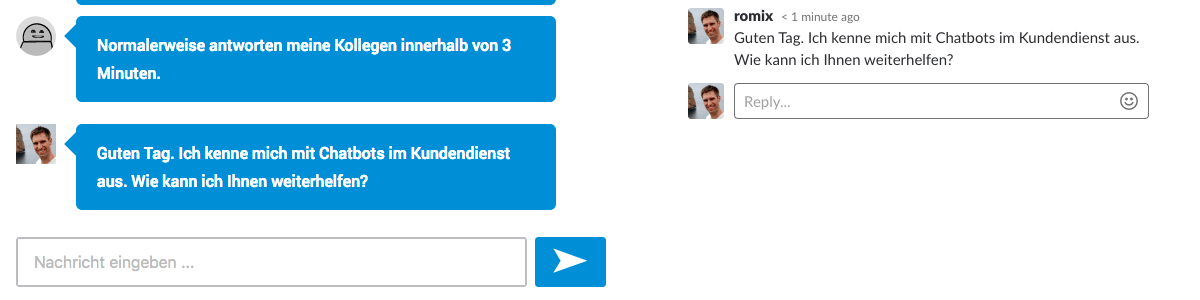 Normalerweise antworten meine Kollegen innerhalb von 3
Minuten.
Guten Tag. Ich kenne mich mit Chatbots im Kundendienst
aus. Wie kann ich Ihnen weiterhelfen?
Nachricht eingeben ...
romix < 1 minute ago
Guten Tag. Ich kenne mich mit Chatbots im Kundendienst aus.
Wie kann ich Ihnen weiterhelfen?
Reply...